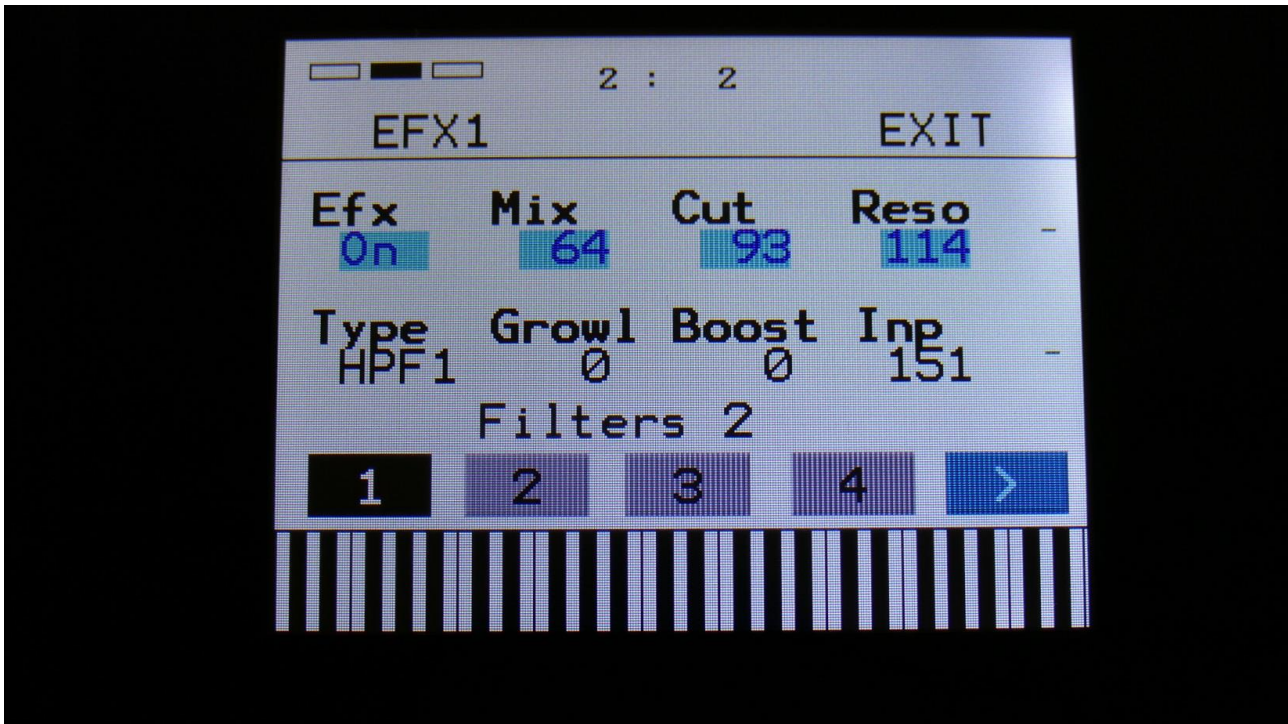 2 : 2
EFX1 EXIT
Efx Mix Cut Reso
On 64 93 114 -
Type Growl Boost Inp
HPF1 0 0 151 -
Filters 2
1 2 3 4 >